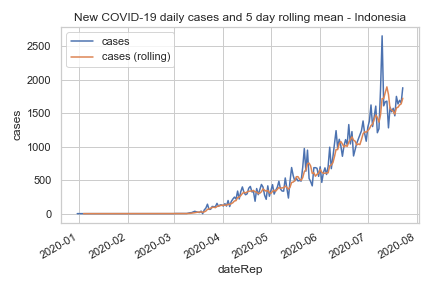 New COVID-19 daily cases and 5 day rolling mean - Indonesia
cases
cases (rolling)
2500
2000
1500
1000
500
0
cases
2020-01
2020-02
2020-03
2020-04
2020-05
2020-06
2020-07
2020-08
dateRep